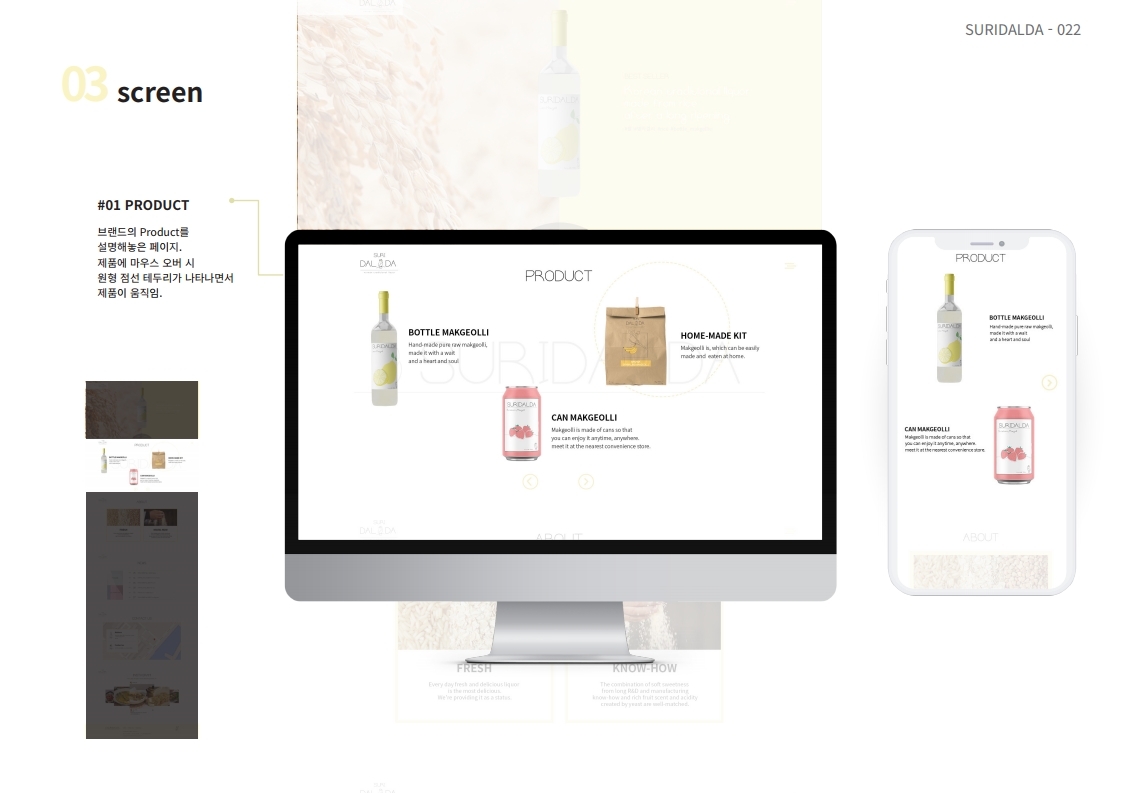 SURIDALDA - 022
03 screen
#01 PRODUCT
브랜드의 Product를
설명해놓은 페이지.
제품에 마우스 오버 시
원형 점선 테두리가 나타나면서
제품이 움직임.
SURI
DAL DA
PRODUCT
SURIDALDA
BOTTLE MAKGEOLLI
Hand-made pure raw makgeolli,
made it with a wait
and a heart and soul
HOME-MADE KIT
Makgeolli is, which can be easily
made and eaten at home.
SURIDALDA
SURIDALDA
CAN MAKGEOLLI
Makgeolli is made of cans so that
you can enjoy it anytime, anywhere.
meet it at the nearest convenience store.
SURI
DAL DA
ABOUT
FRESH
Every day fresh and delicious liquor
is the most delicious
We're providing it as a status.
KNOW-HOW
The combination of soft sweetness
from long R&D and manufacturing
know-how and rich fruit scent and acidity
created by yeast are well-matched.
PRODUCT
SURIDALDA
BOTTLE MAKGEOLLI
Hand-made pure raw makgeolli,
made it with a wait
and a heart and soul
CAN MAKGEOLLI
Makgeolli is made of cans so that
you can enjoy it anytime, anywhere.
meet it at the nearest convenience store.
SURIDALDA
ABOUT